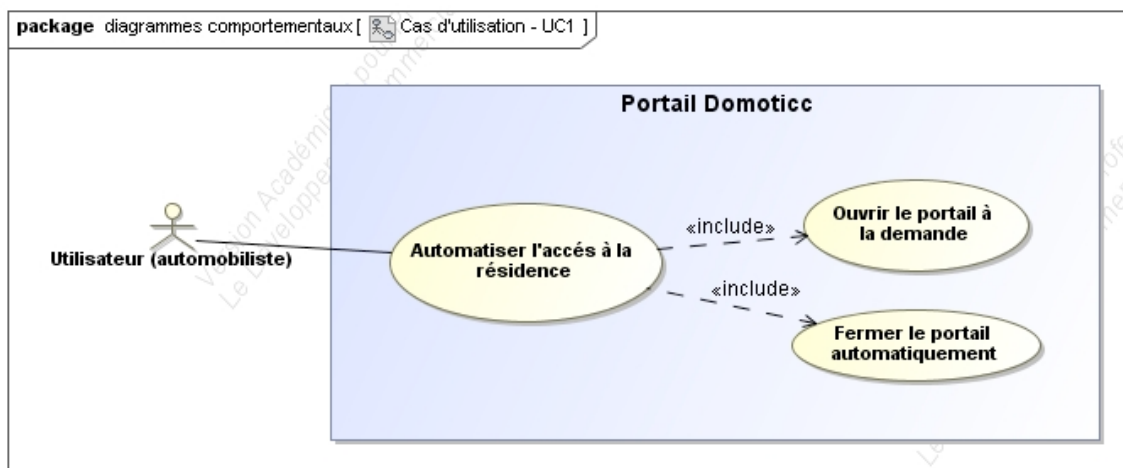 package diagrammes comportementaux [ Cas d'utilisation - UC1 ]
Portail Domoticc
Utilisateur (automobiliste)
Automatiser l'accés à la
résidence
«include»
Ouvrir le portail à
la demande
«include»
Fermer le portail
automatiquement